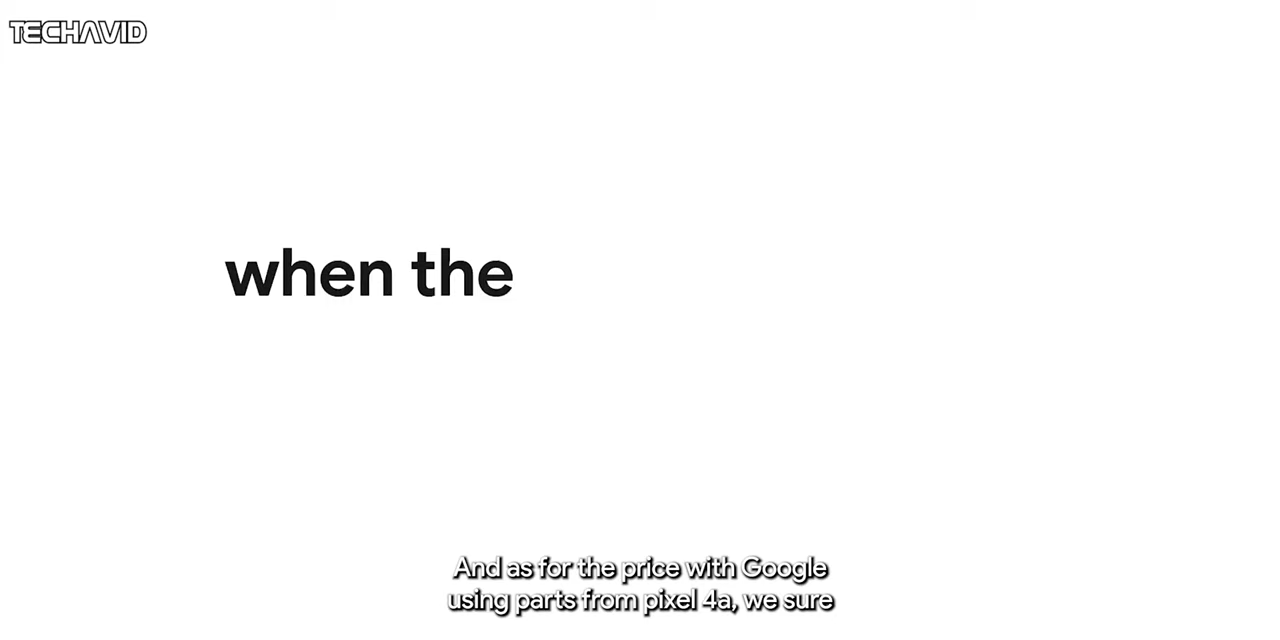 TECHAVID
when the
And as for the price with Google
using parts from pixel 4a, we sure